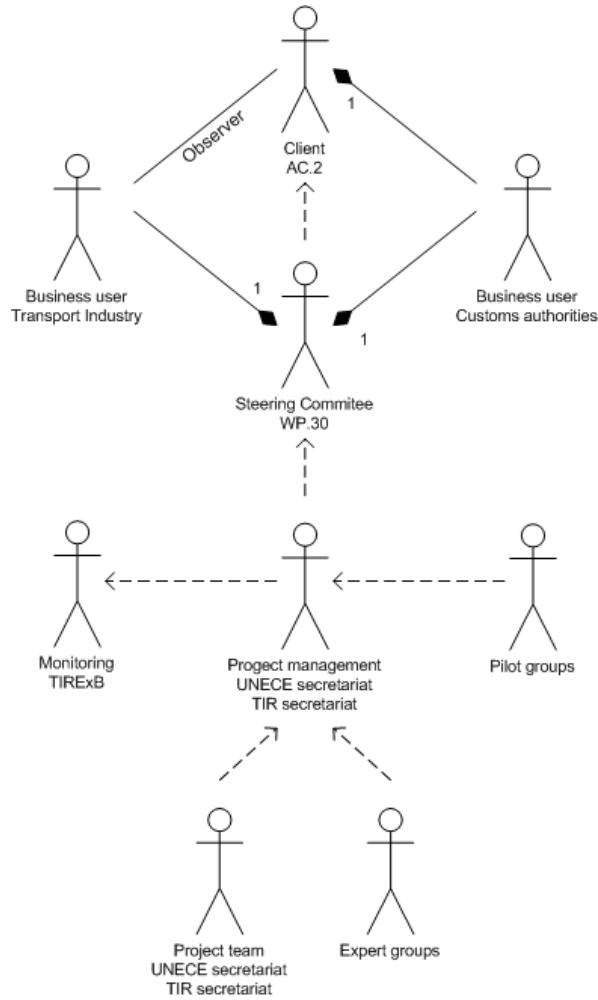 Observer
1
Client
AC.2
Business user
Transport Industry
Business user
Customs authorities
1
1
Steering Commitee
WP.30
Monitoring
TIRExB
Progect management
UNECE secretariat
TIR secretariat
Pilot groups
Project team
UNECE secretariat
TIR secretariat
Expert groups